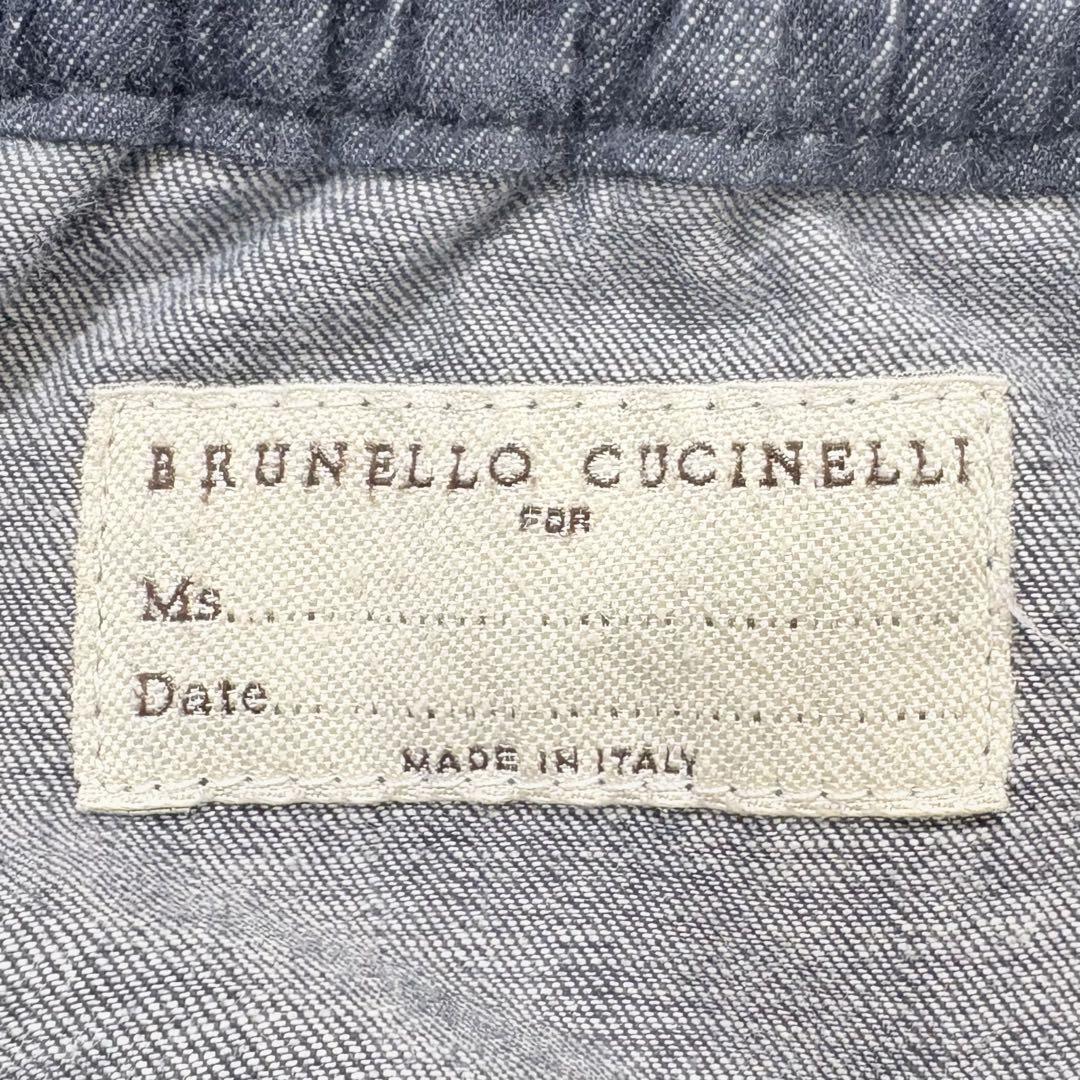 BRUNELLO CUCINELLI
FOR
Ms..............................
Date..............................
MADE IN ITALY